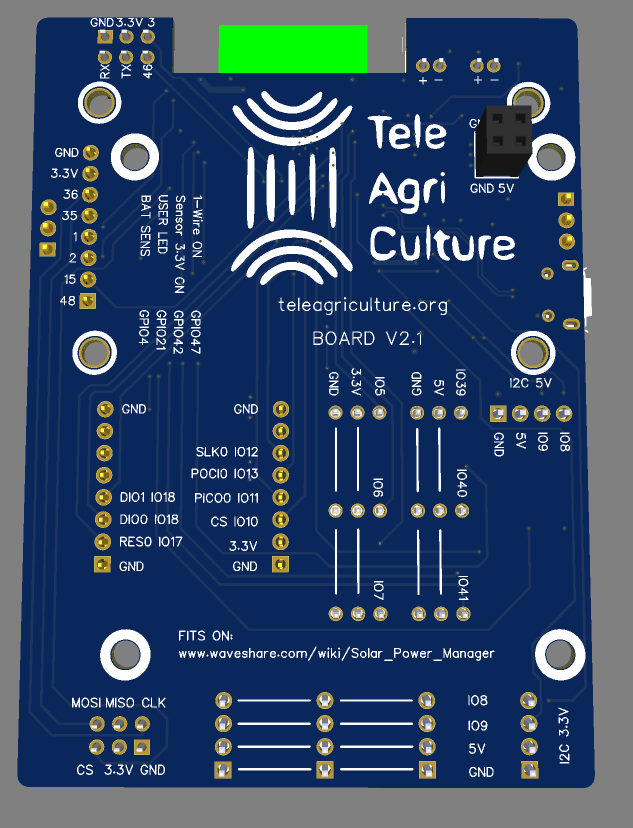 GND 3.3V 3
RX TX 46
+ - + -
Tele
Agri
Culture
GND 5V
GND
3.3V
36
35
1
2
15
48
1-Wire ON
Sensor 3.3V ON
USER LED
BAT SENS.
GPIO47
GPIO42
GPIO21
GPIO4
teleagriculture.org
BOARD V2.1
I2C 5V
GND 5V IO9 IO8
GND 3.3V IO5 GND 5V IO39
IO6 IO40
IO7 IO41
GND
DIO1 IO18
DIO0 IO18
RES0 IO17
GND
GND
SLK0 IO12
POCIO IO13
PICO0 IO11
CS IO10
3.3V
GND
FITS ON:
www.waveshare.com/wiki/Solar_Power_Manager
MOSI MISO CLK
CS 3.3V GND
IO8
IO9
5V
GND
I2C 3.3V